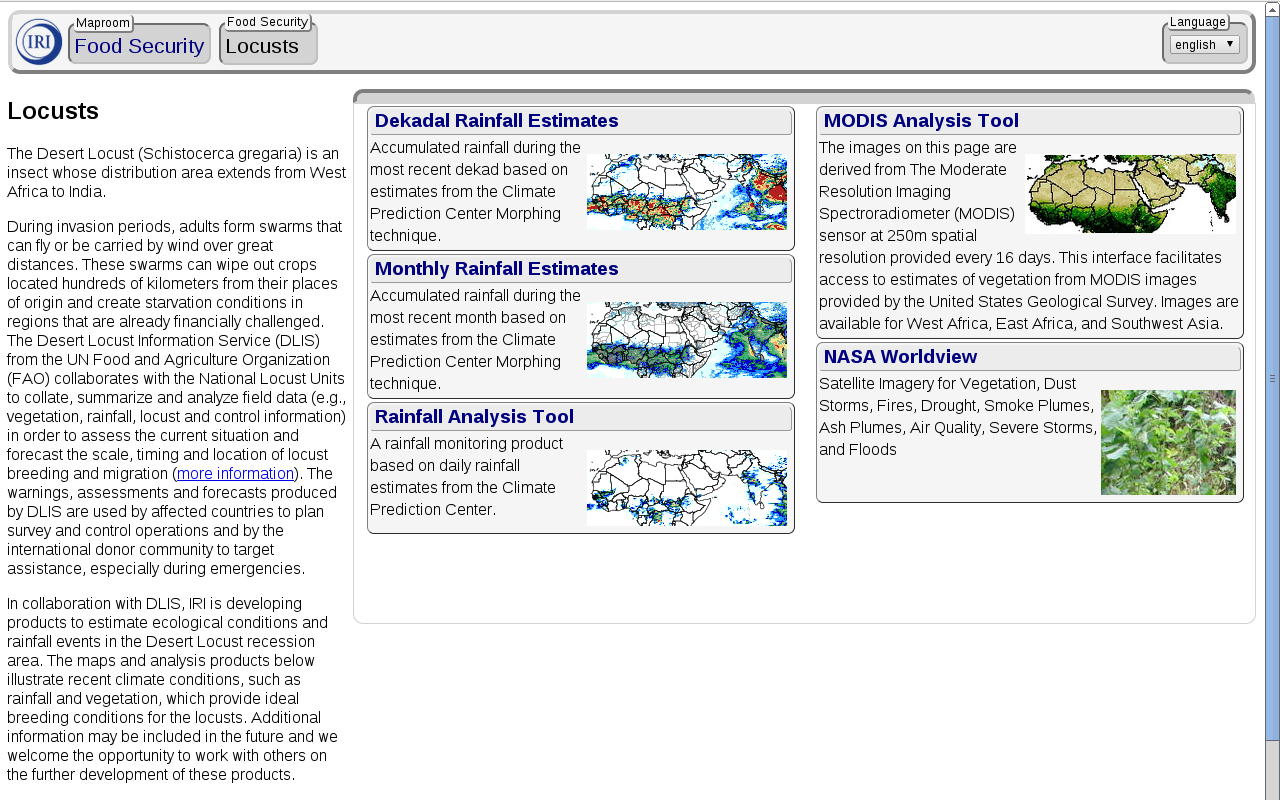 IRI
Maproom
Food Security
Food Security
Locusts
Language
english
Locusts
The Desert Locust (Schistocerca gregaria) is an
insect whose distribution area extends from West
Africa to India.
During invasion periods, adults form swarms that
can fly or be carried by wind over great
distances. These swarms can wipe out crops
located hundreds of kilometers from their places
of origin and create starvation conditions in
regions that are already financially challenged.
The Desert Locust Information Service (DLIS)
from the UN Food and Agriculture Organization
(FAO) collaborates with the National Locust Units
to collate, summarize and analyze field data (e.g.,
vegetation, rainfall, locust and control information)
in order to assess the current situation and
forecast the scale, timing and location of locust
breeding and migration (more information). The
warnings, assessments and forecasts produced
by DLIS are used by affected countries to plan
survey and control operations and by the
international donor community to target
assistance, especially during emergencies.
In collaboration with DLIS, IRI is developing
products to estimate ecological conditions and
rainfall events in the Desert Locust recession
area. The maps and analysis products below
illustrate recent climate conditions, such as
rainfall and vegetation, which provide ideal
breeding conditions for the locusts. Additional
information may be included in the future and we
welcome the opportunity to work with others on
the further development of these products.
Dekadal Rainfall Estimates
Accumulated rainfall during the
most recent dekad based on
estimates from the Climate
Prediction Center Morphing
technique.
Monthly Rainfall Estimates
Accumulated rainfall during the
most recent month based on
estimates from the Climate
Prediction Center Morphing
technique.
Rainfall Analysis Tool
A rainfall monitoring product
based on daily rainfall
estimates from the Climate
Prediction Center.
MODIS Analysis Tool
The images on this page are
derived from The Moderate
Resolution Imaging
Spectroradiometer (MODIS)
sensor at 250m spatial
resolution provided every 16 days. This interface facilitates
access to estimates of vegetation from MODIS images
provided by the United States Geological Survey. Images are
available for West Africa, East Africa, and Southwest Asia.
NASA Worldview
Satellite Imagery for Vegetation, Dust
Storms, Fires, Drought, Smoke Plumes,
Ash Plumes, Air Quality, Severe Storms,
and Floods